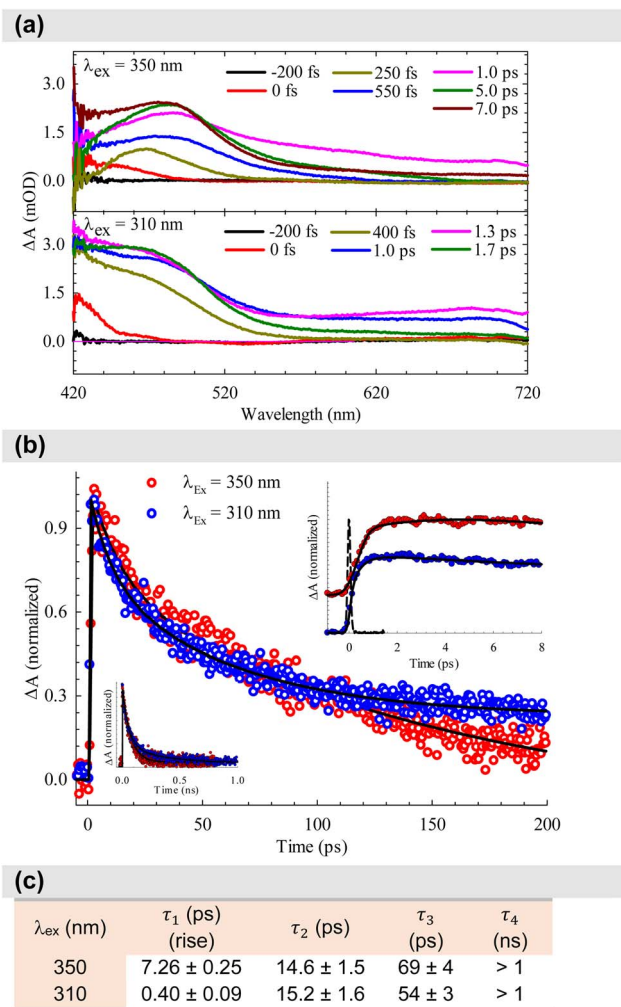 (a)
λex = 350 nm
-200 fs
0 fs
250 fs
550 fs
1.0 ps
5.0 ps
7.0 ps
3.0
1.5
0.0
ΔA (mOD)
λex = 310 nm
-200 fs
0 fs
400 fs
1.0 ps
1.3 ps
1.7 ps
3.0
1.5
0.0
420 520 620 720
Wavelength (nm)
(b)
λEx = 350 nm
λEx = 310 nm
0.9
0.6
0.3
0.0
ΔA (normalized)
ΔA (normalized)
0 2 4 6 8
Time (ps)
ΔA (normalized)
0.0 0.5 1.0
Time (ns)
0 50 100 150 200
Time (ps)
(c)
λex (nm) τ1 (ps) (rise) τ2 (ps) τ3 (ps) τ4 (ns)
350 7.26 ± 0.25 14.6 ± 1.5 69 ± 4 > 1
310 0.40 ± 0.09 15.2 ± 1.6 54 ± 3 > 1